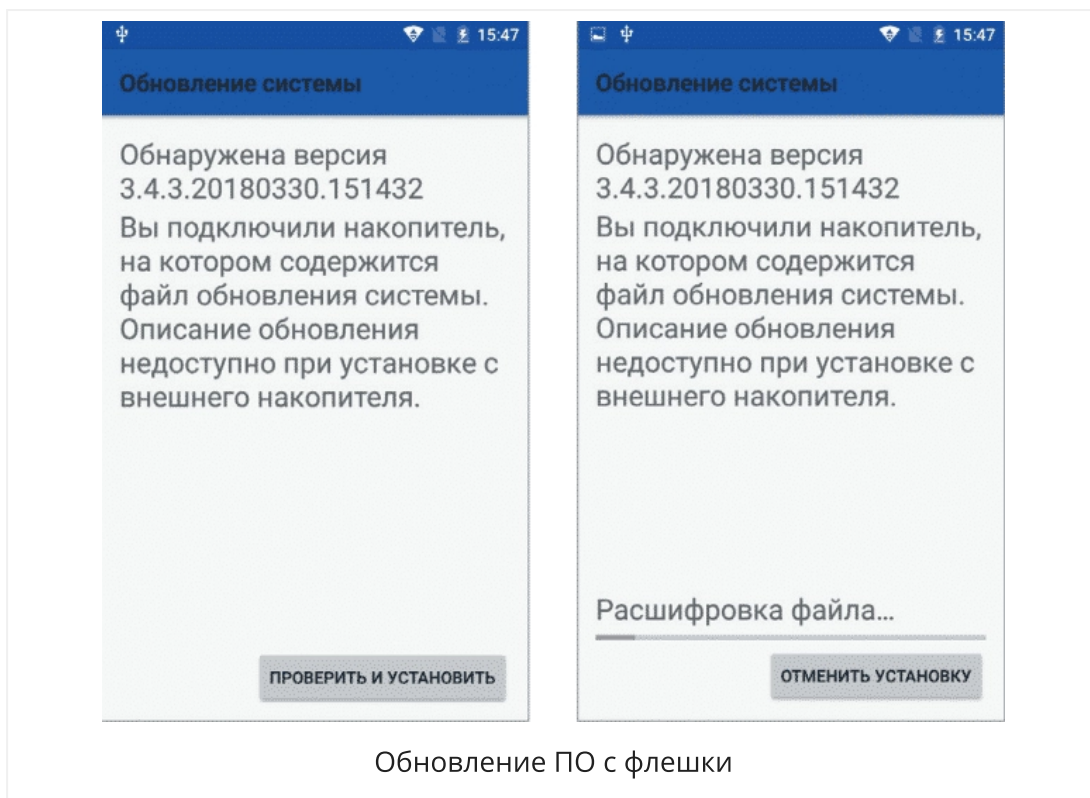 15:47
Обновление системы
Обнаружена версия
3.4.3.20180330.151432
Вы подключили накопитель,
на котором содержится
файл обновления системы.
Описание обновления
недоступно при установке с
внешнего накопителя.
ПРОВЕРИТЬ И УСТАНОВИТЬ
15:47
Обновление системы
Обнаружена версия
3.4.3.20180330.151432
Вы подключили накопитель,
на котором содержится
файл обновления системы.
Описание обновления
недоступно при установке с
внешнего накопителя.
Расшифровка файла...
ОТМЕНИТЬ УСТАНОВКУ
Обновление ПО с флешки